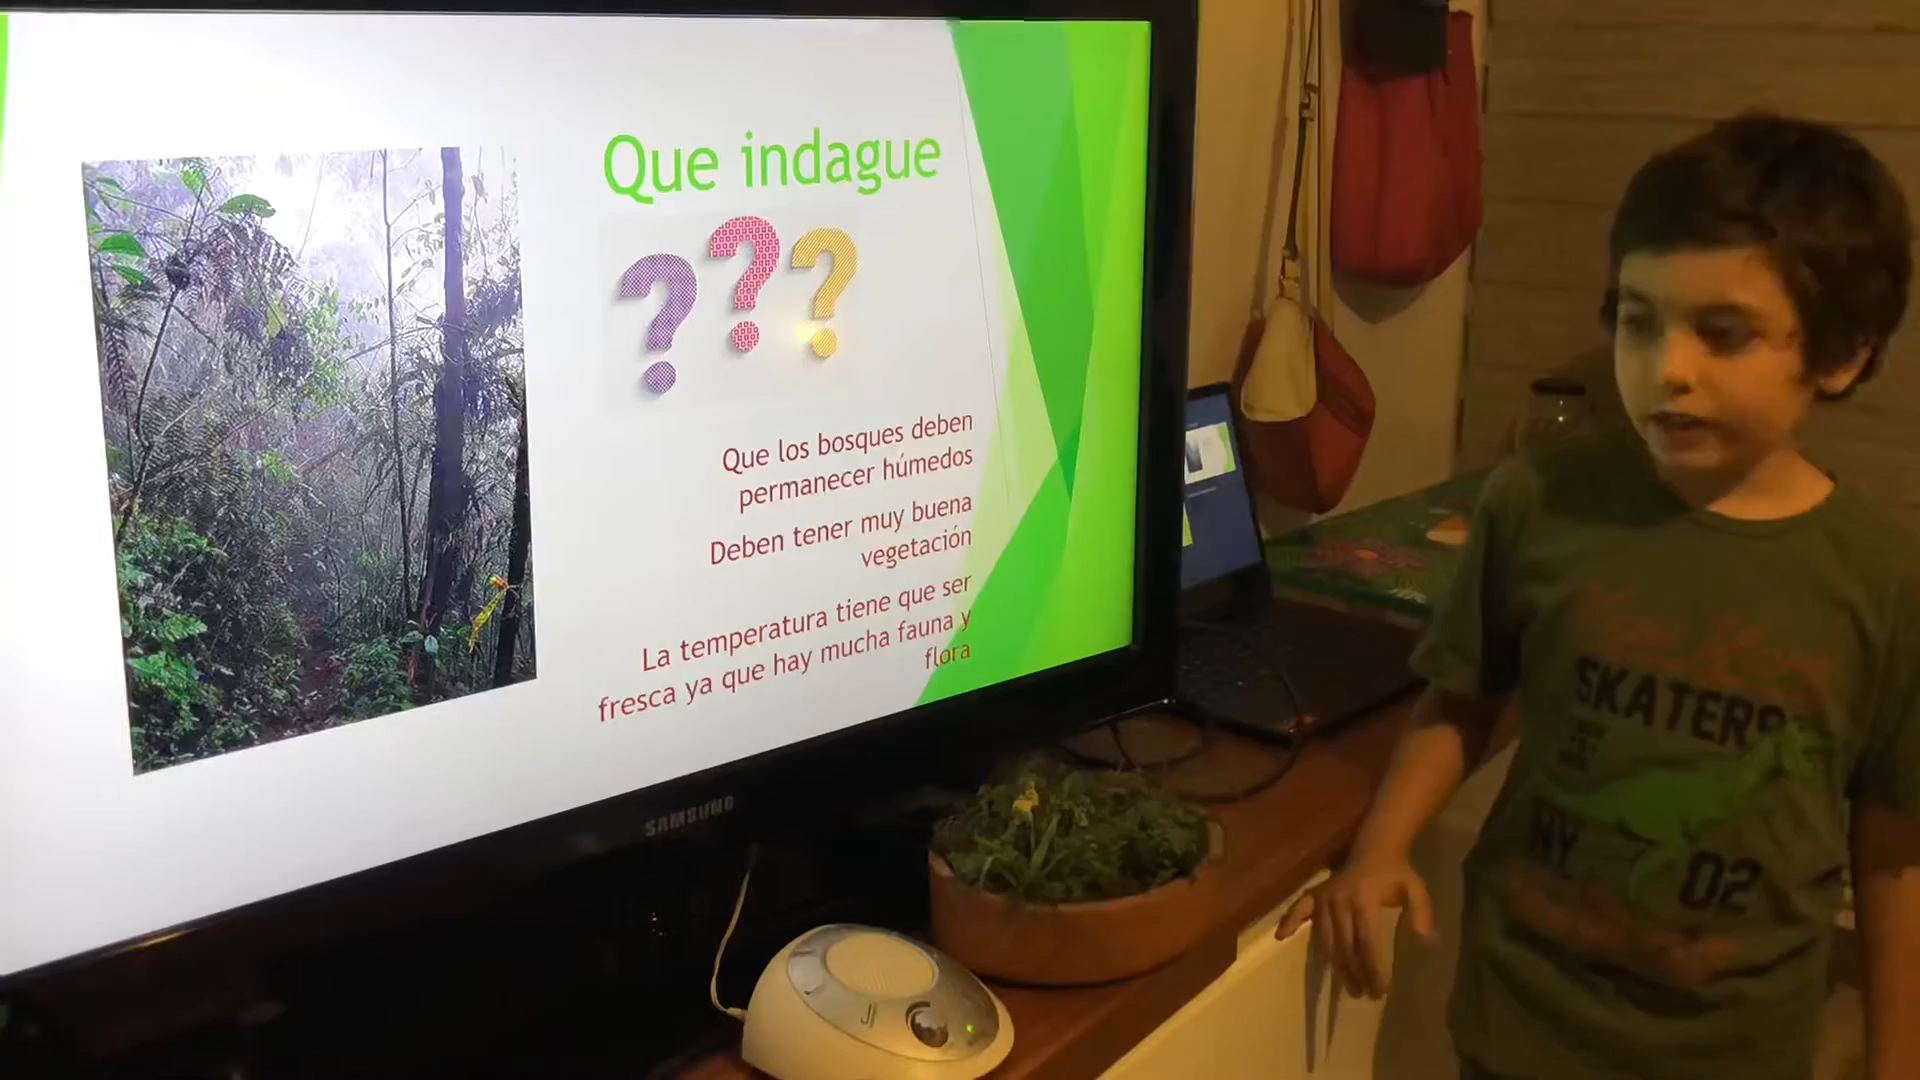 Que indague
???
Que los bosques deben
permanecer húmedos
Deben tener muy buena
vegetación
La temperatura tiene que ser
fresca ya que hay mucha fauna y
flora
SAMSUNG
SKATERS
RY
02